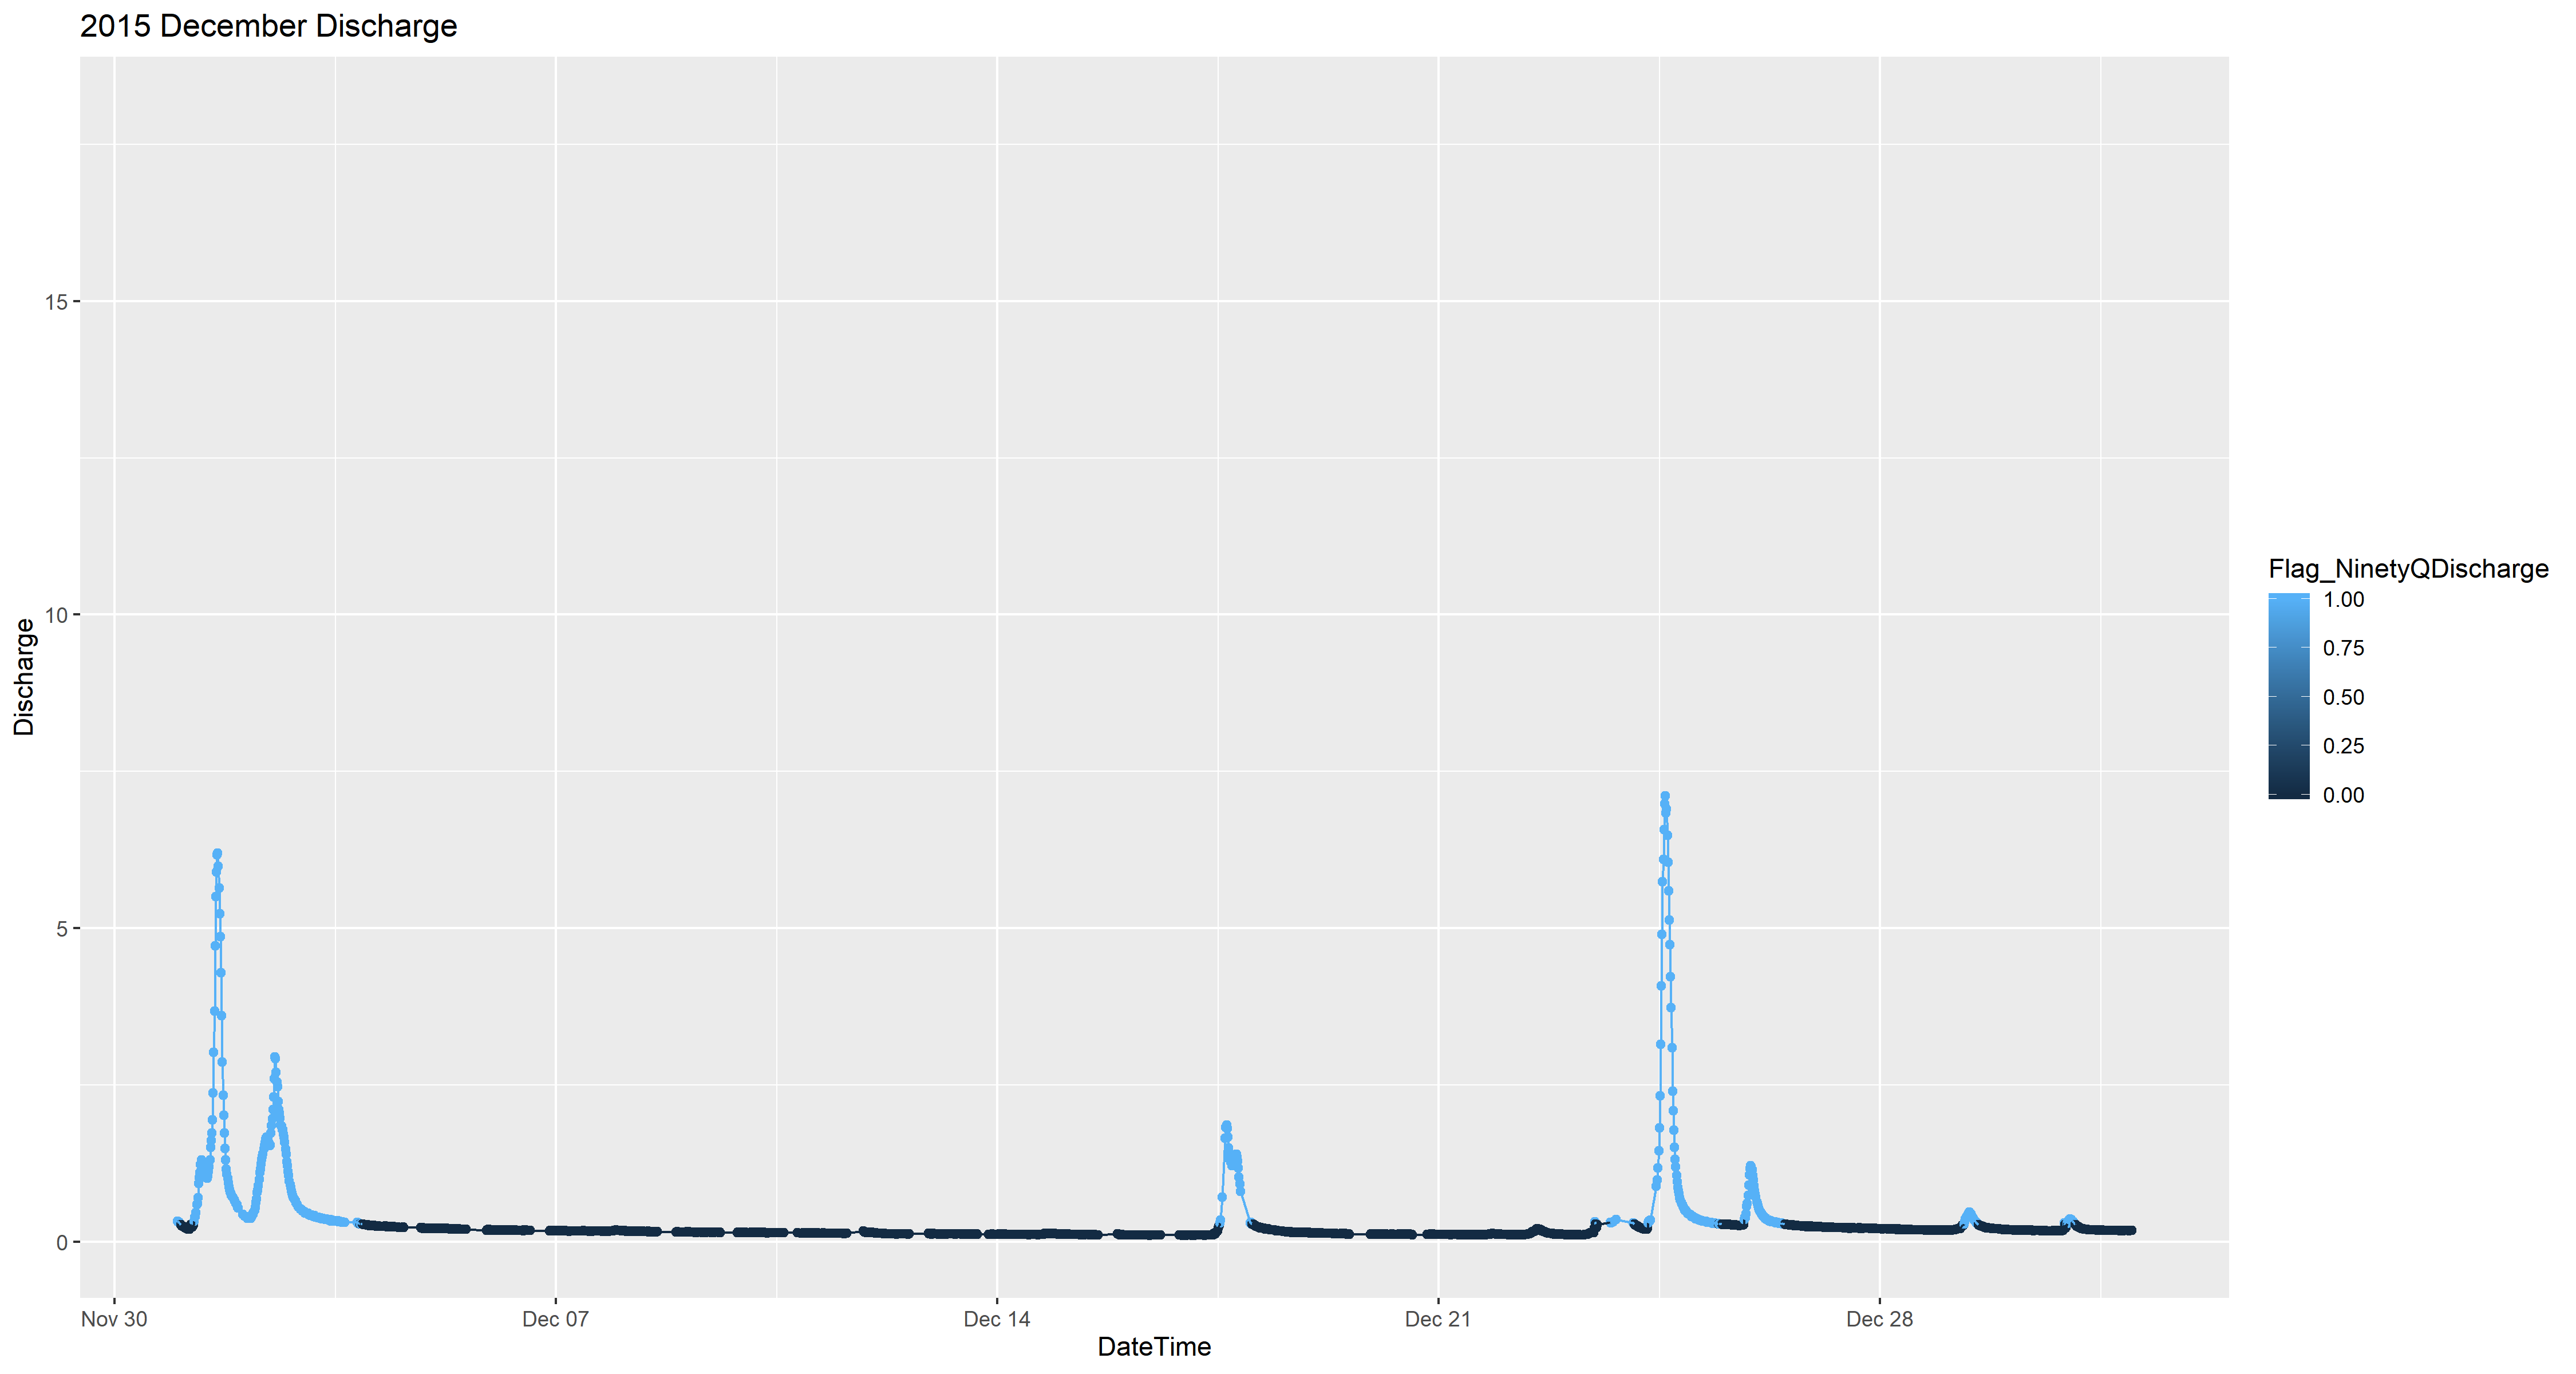 2015 December Discharge
15
10
5
0
Discharge
Nov 30
Dec 07
Dec 14
Dec 21
Dec 28
DateTime
Flag_NinetyQDischarge
1.00
0.75
0.50
0.25
0.00